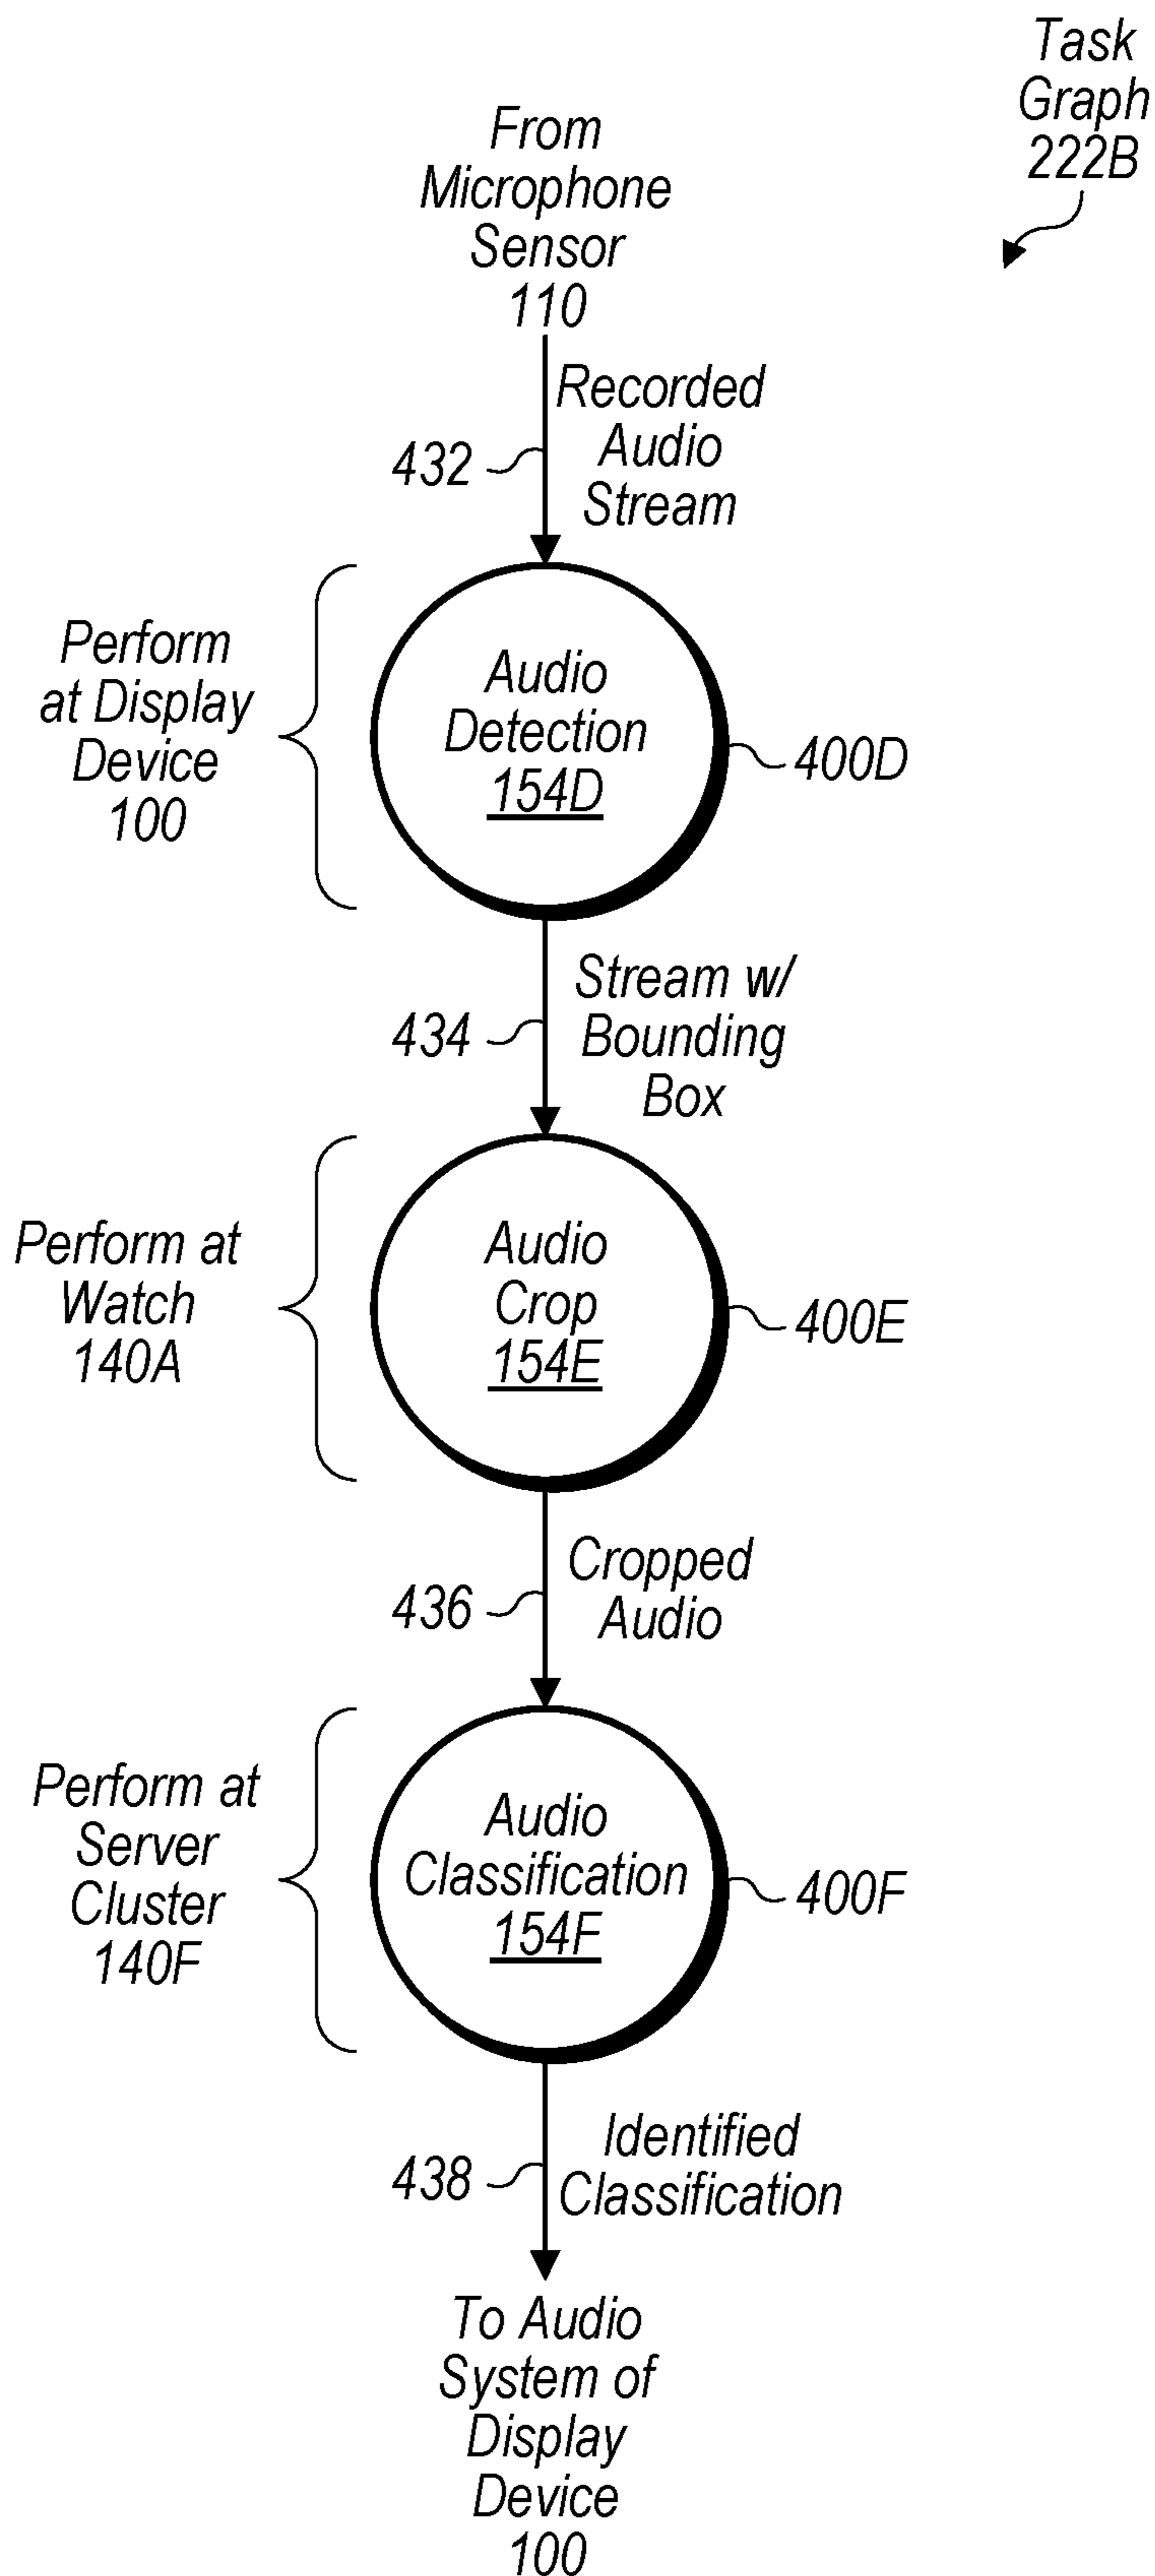 Task
Graph
222B
From
Microphone
Sensor
110
Recorded
Audio
Stream
432
Perform
at Display
Device
100
Audio
Detection
154D
400D
Stream w/
Bounding
Box
434
Perform at
Watch
140A
Audio
Crop
154E
400E
Cropped
Audio
436
Perform at
Server
Cluster
140F
Audio
Classification
154F
400F
Identified
Classification
438
To Audio
System of
Display
Device
100